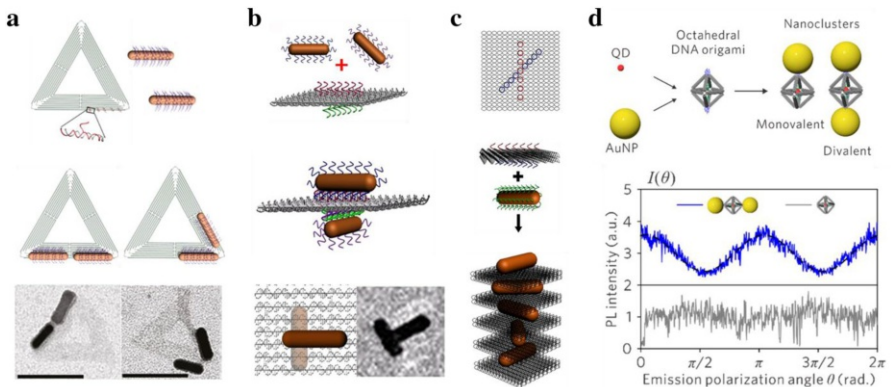 a
b
c
d
QD
AuNP
Octahedral
DNA origami
Nanoclusters
Monovalent
Divalent
I(θ)
PL intensity (a.u.)
5
4
3
2
1
0
π/2
π
3π/2
2π
Emission polarization angle θ (rad.)